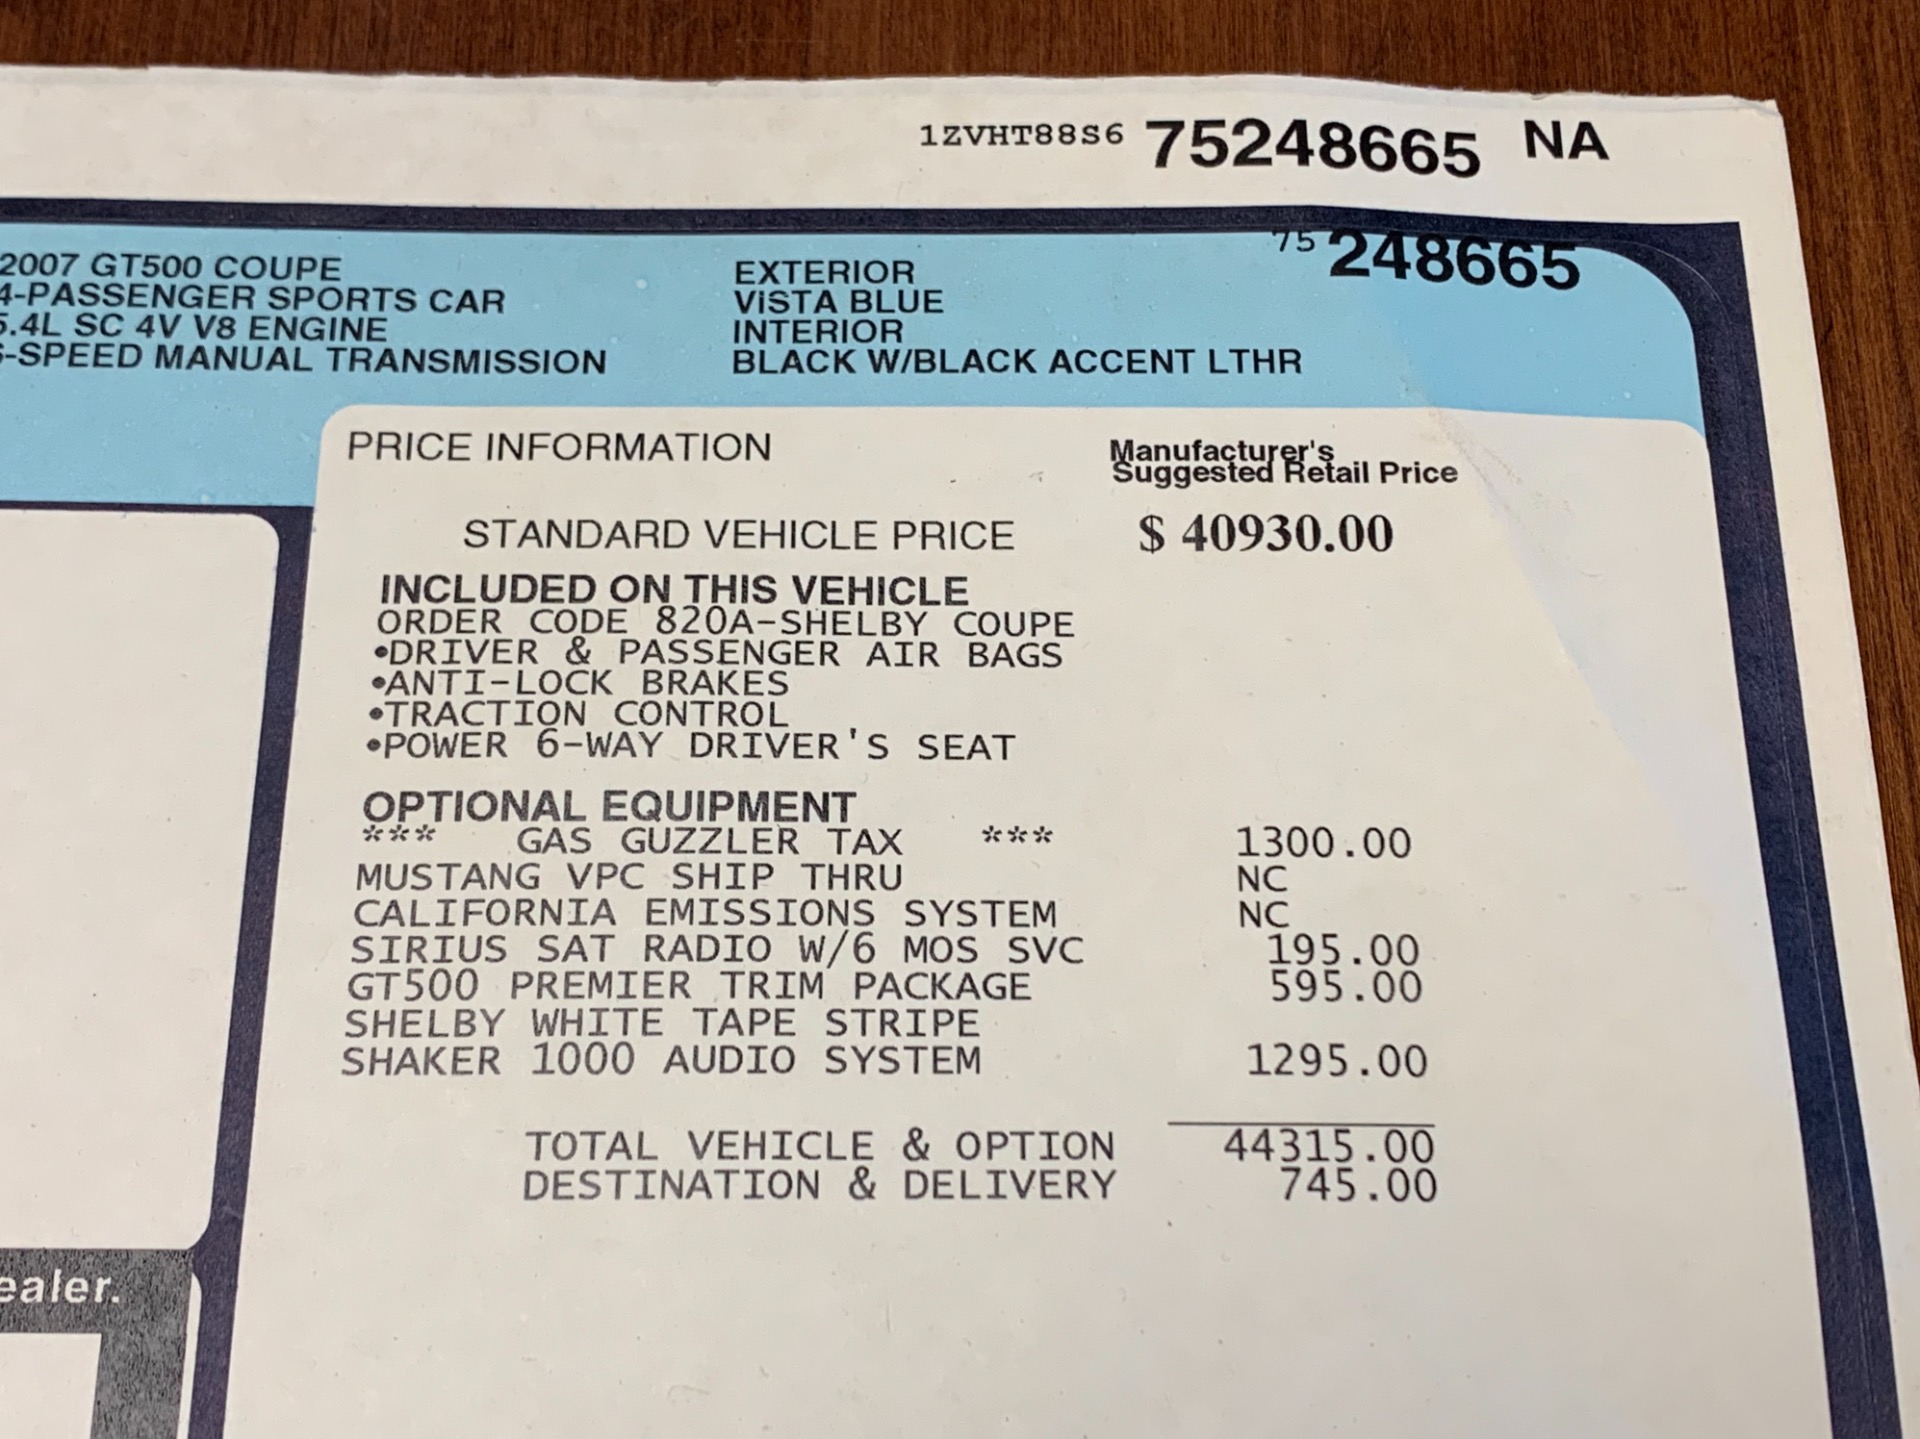 1ZVHT88S6 75248665 NA
75 248665
2007 GT500 COUPE
4-PASSENGER SPORTS CAR
5.4L SC 4V V8 ENGINE
-SPEED MANUAL TRANSMISSION
EXTERIOR
ViSTA BLUE
INTERIOR
BLACK W/BLACK ACCENT LTHR
PRICE INFORMATION
Manufacturer's
Suggested Retail Price
STANDARD VEHICLE PRICE $ 40930.00
INCLUDED ON THIS VEHICLE
ORDER CODE 820A-SHELBY COUPE
•DRIVER & PASSENGER AIR BAGS
•ANTI-LOCK BRAKES
•TRACTION CONTROL
•POWER 6-WAY DRIVER'S SEAT
OPTIONAL EQUIPMENT
*** GAS GUZZLER TAX *** 1300.00
MUSTANG VPC SHIP THRU NC
CALIFORNIA EMISSIONS SYSTEM NC
SIRIUS SAT RADIO W/6 MOS SVC 195.00
GT500 PREMIER TRIM PACKAGE 595.00
SHELBY WHITE TAPE STRIPE
SHAKER 1000 AUDIO SYSTEM 1295.00
TOTAL VEHICLE & OPTION 44315.00
DESTINATION & DELIVERY 745.00
ealer.